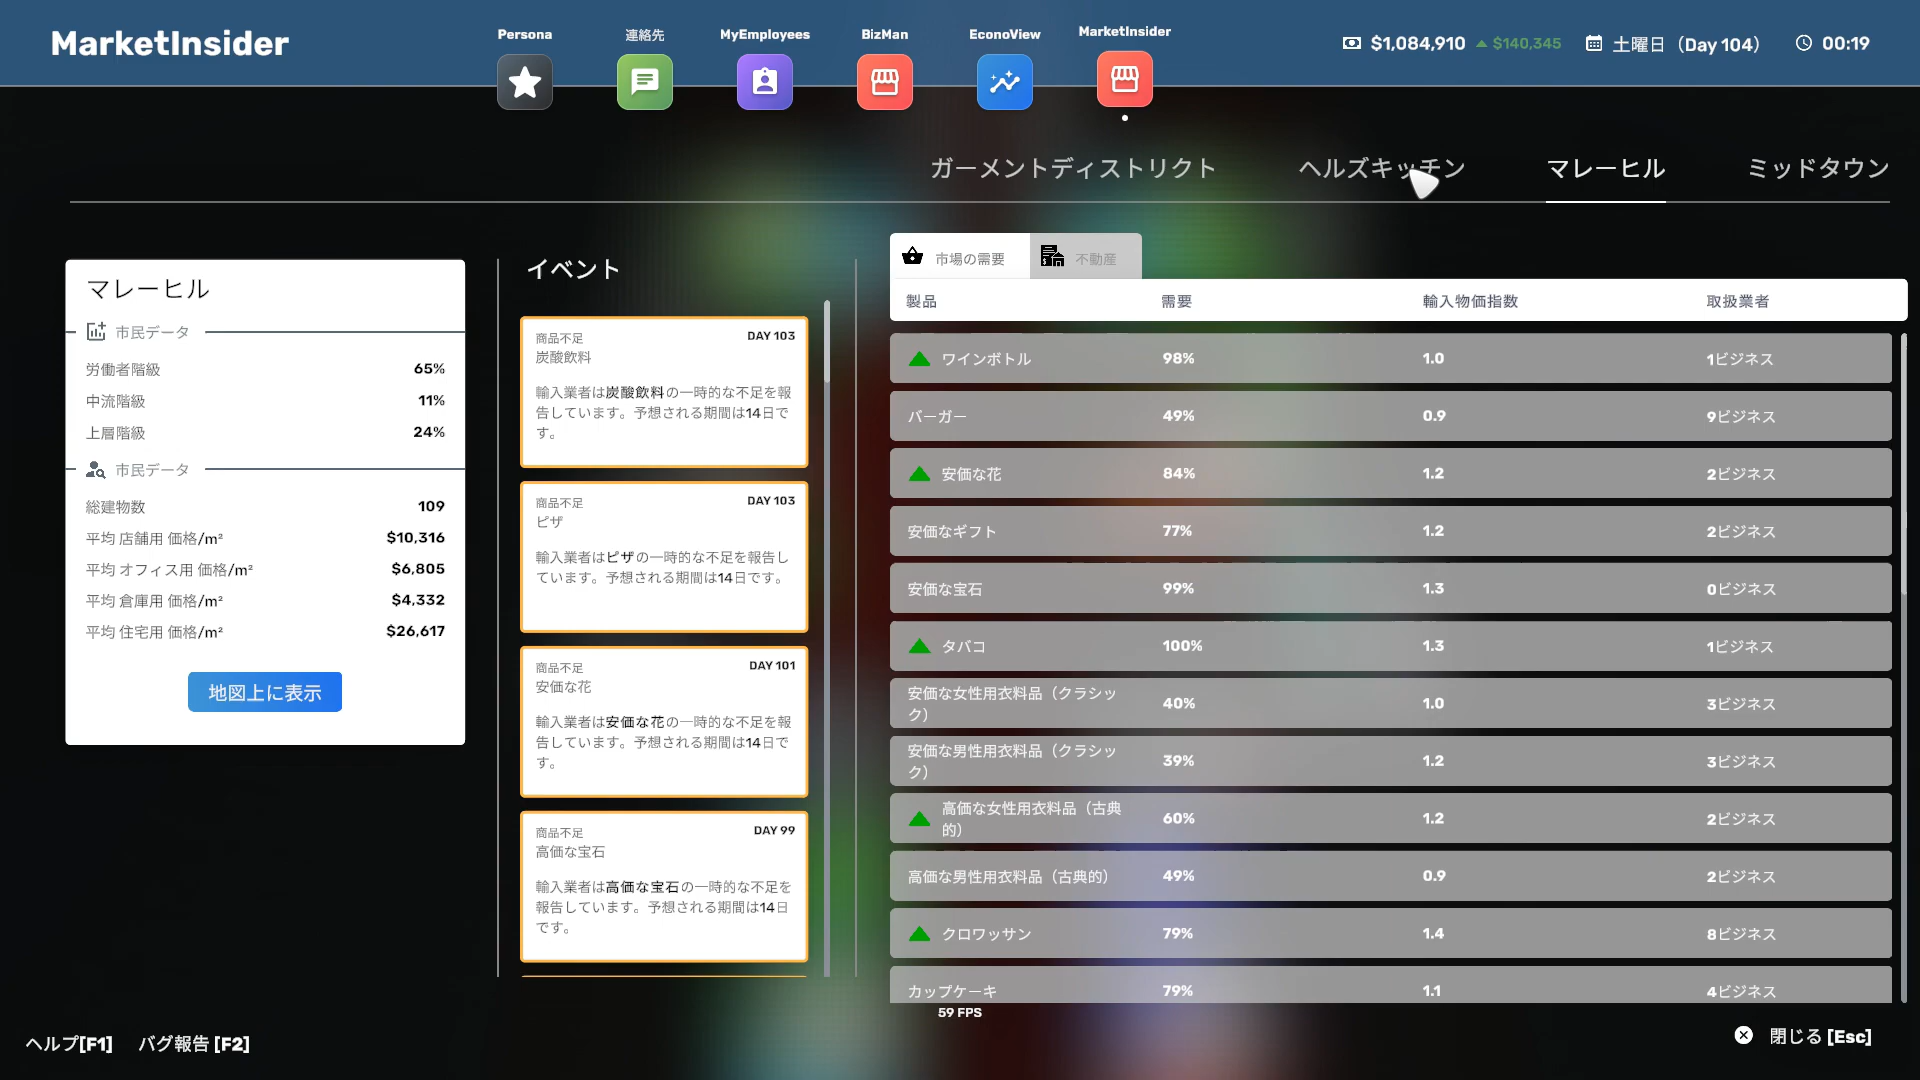 MarketInsider
Persona
連絡先
MyEmployees
BizMan
EconoView
MarketInsider
$1,084,910
$140,345
土曜日（Day 104）
00:19
ガーメントディストリクト
ヘルズキッチン
マレーヒル
ミッドタウン
マレーヒル
市民データ
労働者階級 65%
中流階級 11%
上層階級 24%
市民データ
総建物数 109
平均 店舗用 価格/m² $10,316
平均 オフィス用 価格/m² $6,805
平均 倉庫用 価格/m² $4,332
平均 住宅用 価格/m² $26,617
地図上に表示
イベント
商品不足 DAY 103
炭酸飲料
輸入業者は炭酸飲料の一時的な不足を報
告しています。予想される期間は14日で
す。
商品不足 DAY 103
ピザ
輸入業者はピザの一時的な不足を報告し
ています。予想される期間は14日です。
商品不足 DAY 101
安価な花
輸入業者は安価な花の一時的な不足を報
告しています。予想される期間は14日で
す。
商品不足 DAY 99
高価な宝石
輸入業者は高価な宝石の一時的な不足を
報告しています。予想される期間は14日
です。
市場の需要
不動産
製品 需要 輸入物価指数 取扱業者
ワインボトル 98% 1.0 1ビジネス
バーガー 49% 0.9 9ビジネス
安価な花 84% 1.2 2ビジネス
安価なギフト 77% 1.2 2ビジネス
安価な宝石 99% 1.3 0ビジネス
タバコ 100% 1.3 1ビジネス
安価な女性用衣料品（クラシッ
ク） 40% 1.0 3ビジネス
安価な男性用衣料品（クラシッ
ク） 39% 1.2 3ビジネス
高価な女性用衣料品（古典
的） 60% 1.2 2ビジネス
高価な男性用衣料品（古典的） 49% 0.9 2ビジネス
クロワッサン 79% 1.4 8ビジネス
カップケーキ 79% 1.1 4ビジネス
59 FPS
ヘルプ[F1]
バグ報告 [F2]
閉じる [Esc]